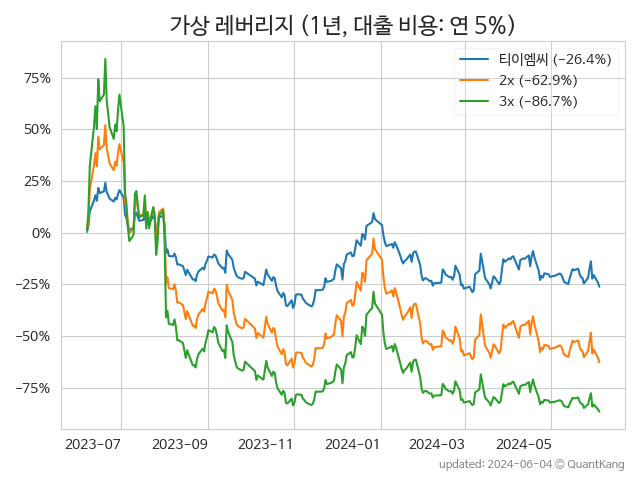 가상 레버리지 (1년, 대출 비용: 연 5%)
티이엠씨 (−26.4%)
2x (−62.9%)
3x (−86.7%)
75%
50%
25%
0%
−25%
−50%
−75%
2023-07 2023-09 2023-11 2024-01 2024-03 2024-05
updated: 2024-06-04 © QuantKang